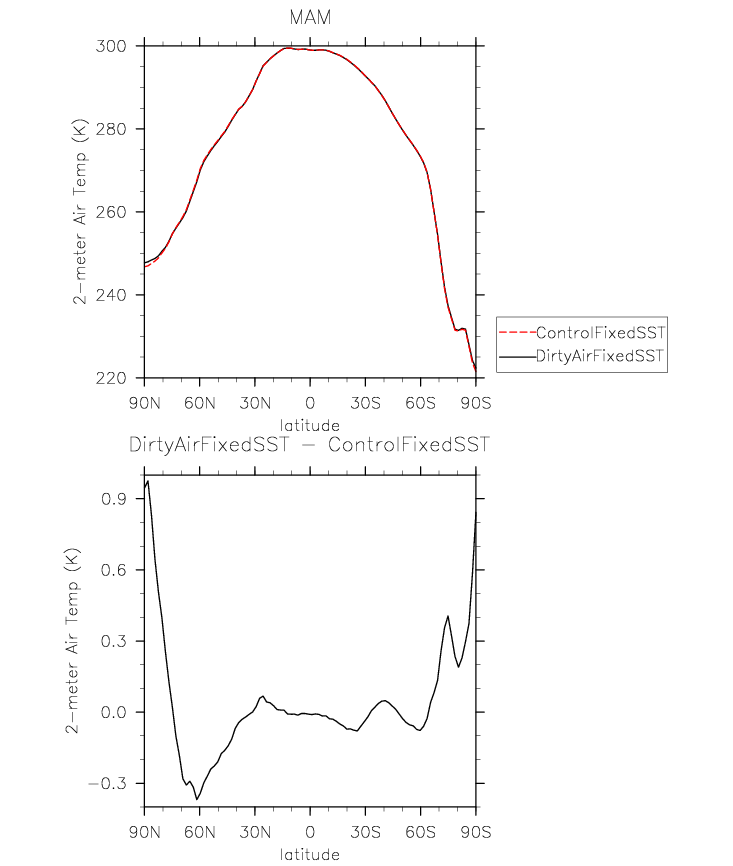 MAM
300
280
260
240
220
2-meter Air Temp (K)
90N 60N 30N 0 30S 60S 90S
latitude
ControlFixedSST
DirtyAirFixedSST
DirtyAirFixedSST - ControlFixedSST
0.9
0.6
0.3
0.0
-0.3
2-meter Air Temp (K)
90N 60N 30N 0 30S 60S 90S
latitude